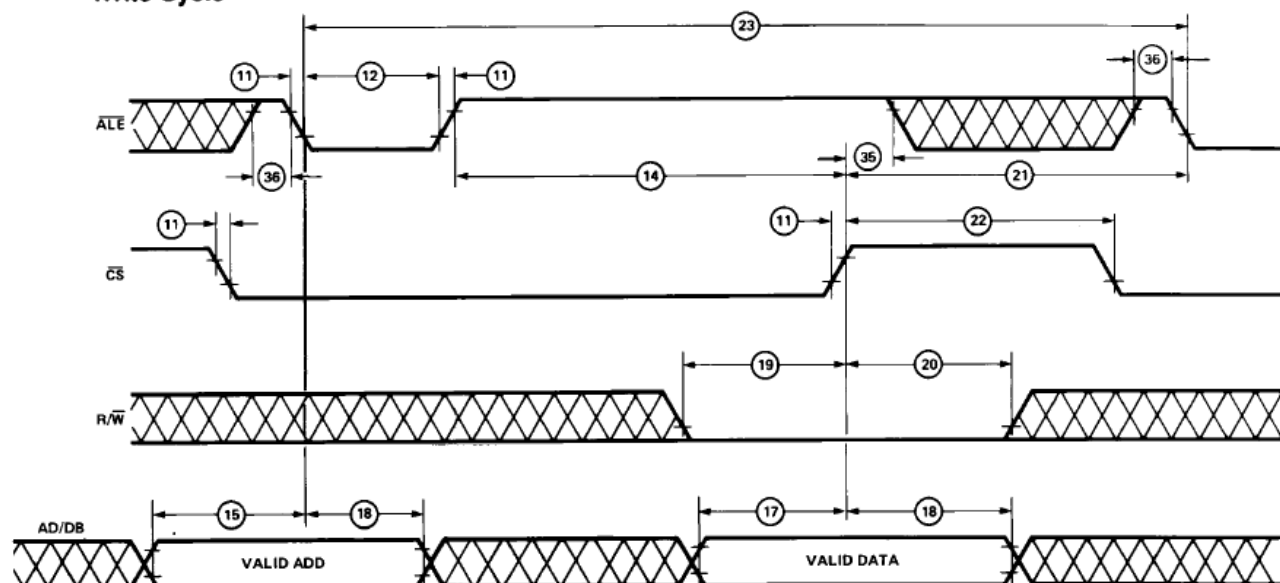 Write Cycle
23
11 12 11 36
ALE
36 14 35 21
11 11 22
CS
19 20
R/W
15 18 17 18
AD/DB
VALID ADD VALID DATA